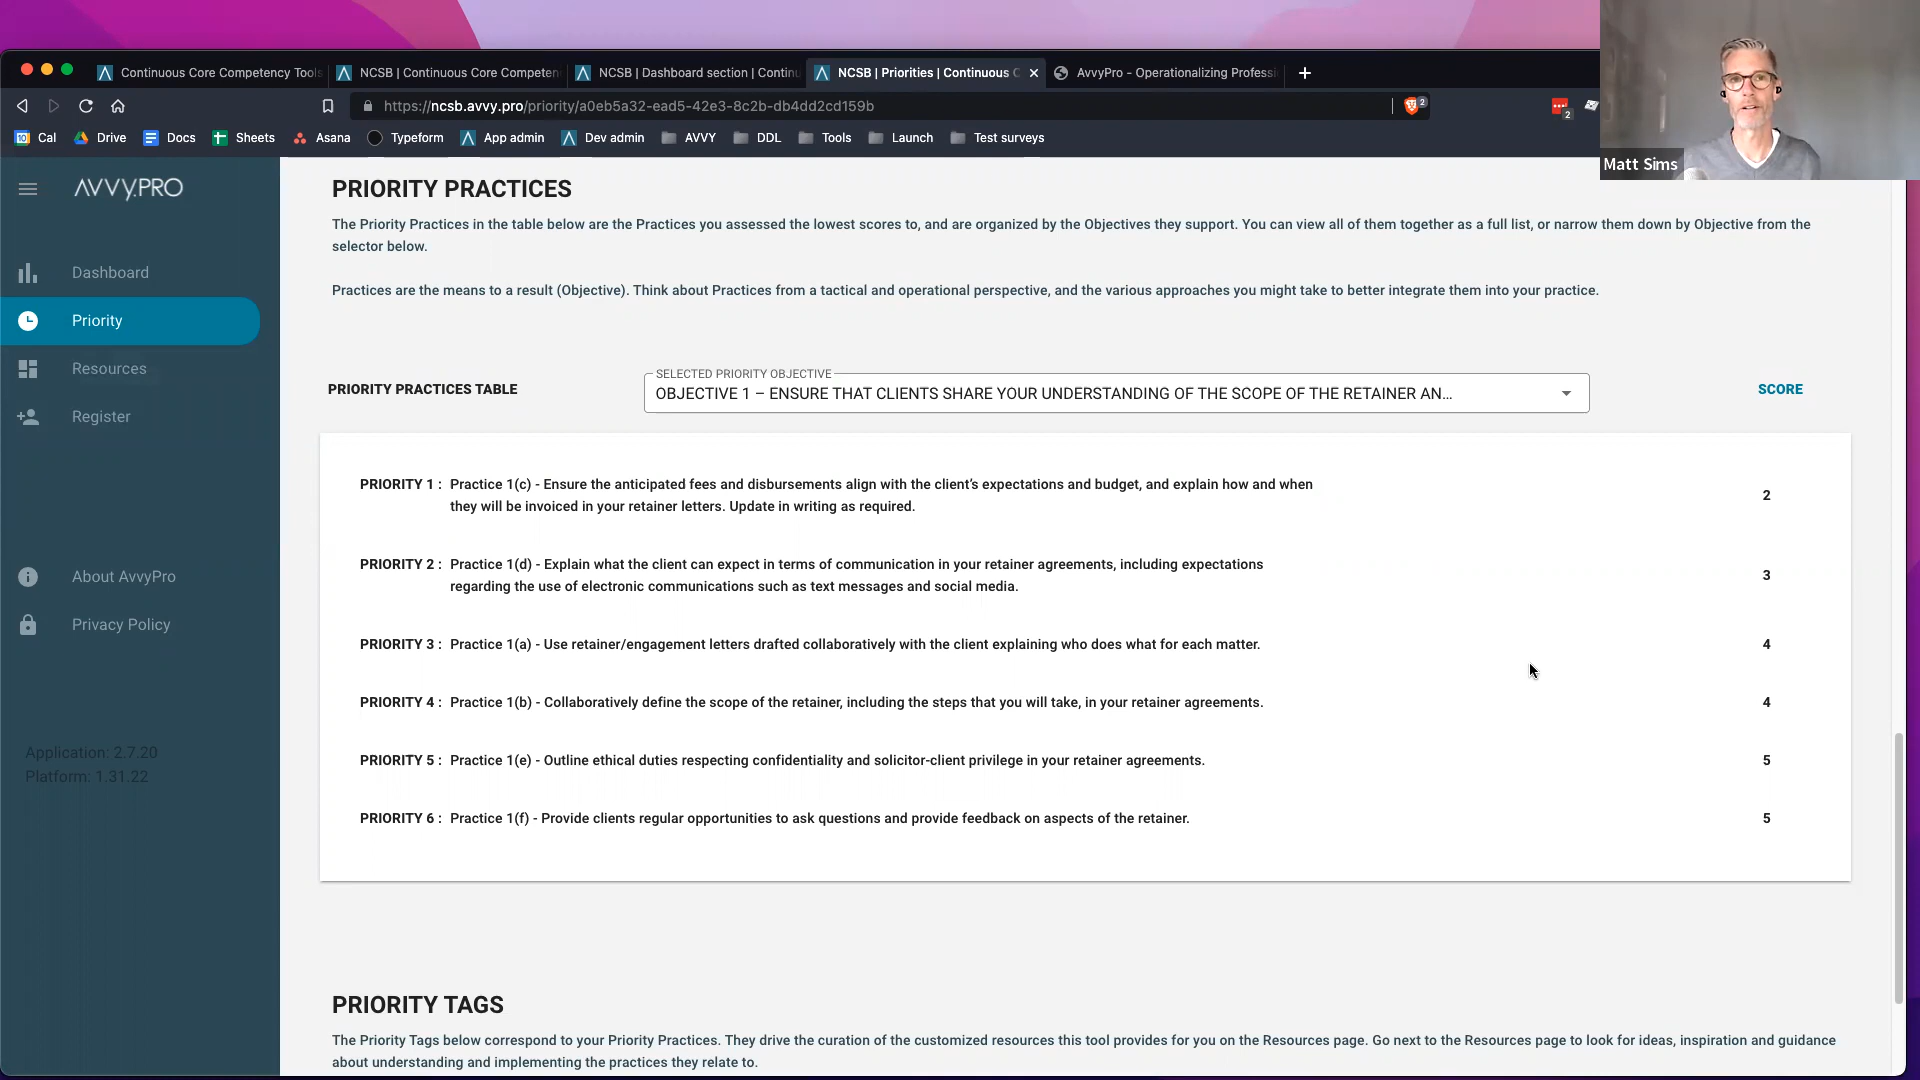 Continuous Core Competency Tools
NCSB | Continuous Core Competen
NCSB | Dashboard section | Contin
NCSB | Priorities | Continuous C
AvvyPro - Operationalizing Profess
https://ncsb.avvy.pro/priority/a0eb5a32-ead5-42e3-8c2b-db4dd2cd159b
2
2
10 Cal
Drive
Docs
Sheets
Asana
Typeform
App admin
Dev admin
AVVY
DDL
Tools
Launch
Test surveys
Matt Sims
AVVY.PRO
Dashboard
Priority
Resources
Register
About AvvyPro
Privacy Policy
Application: 2.7.20
Platform: 1.31.22
PRIORITY PRACTICES
The Priority Practices in the table below are the Practices you assessed the lowest scores to, and are organized by the Objectives they support. You can view all of them together as a full list, or narrow them down by Objective from the
selector below.
Practices are the means to a result (Objective). Think about Practices from a tactical and operational perspective, and the various approaches you might take to better integrate them into your practice.
PRIORITY PRACTICES TABLE
SELECTED PRIORITY OBJECTIVE
OBJECTIVE 1 – ENSURE THAT CLIENTS SHARE YOUR UNDERSTANDING OF THE SCOPE OF THE RETAINER AN...
SCORE
PRIORITY 1 : Practice 1(c) - Ensure the anticipated fees and disbursements align with the client's expectations and budget, and explain how and when
they will be invoiced in your retainer letters. Update in writing as required.
2
PRIORITY 2 : Practice 1(d) - Explain what the client can expect in terms of communication in your retainer agreements, including expectations
regarding the use of electronic communications such as text messages and social media.
3
PRIORITY 3 : Practice 1(a) - Use retainer/engagement letters drafted collaboratively with the client explaining who does what for each matter.
4
PRIORITY 4 : Practice 1(b) - Collaboratively define the scope of the retainer, including the steps that you will take, in your retainer agreements.
4
PRIORITY 5 : Practice 1(e) - Outline ethical duties respecting confidentiality and solicitor-client privilege in your retainer agreements.
5
PRIORITY 6 : Practice 1(f) - Provide clients regular opportunities to ask questions and provide feedback on aspects of the retainer.
5
PRIORITY TAGS
The Priority Tags below correspond to your Priority Practices. They drive the curation of the customized resources this tool provides for you on the Resources page. Go next to the Resources page to look for ideas, inspiration and guidance
about understanding and implementing the practices they relate to.